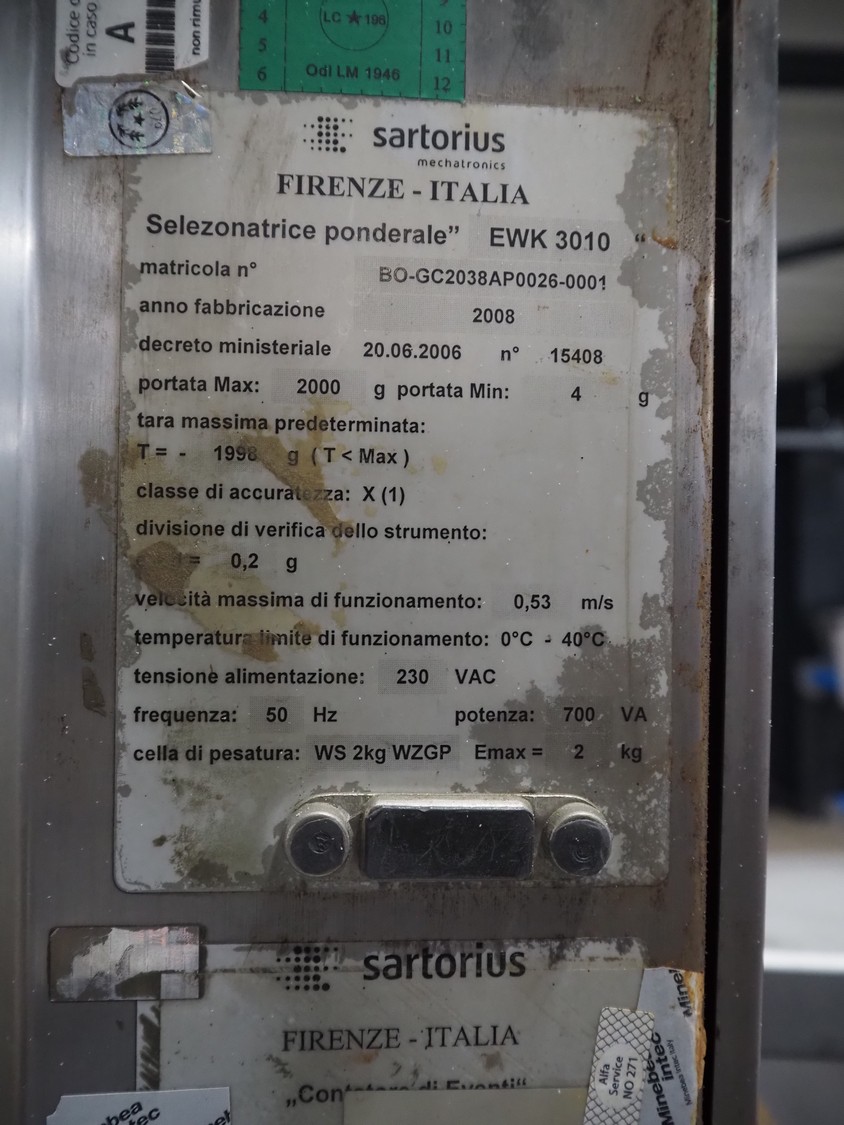 Codice
in caso
A
non rimu
4
5
6
LC ★ 196
10
11
12
OdI LM 1946
sartorius
mechatronics
FIRENZE - ITALIA
Selezonatrice ponderale” EWK 3010 “
matricola n° BO-GC2038AP0026-0001
anno fabbricazione 2008
decreto ministeriale 20.06.2006 n° 15408
portata Max: 2000 g portata Min: 4 g
tara massima predeterminata:
T = - 1998 g ( T < Max )
classe di accuratezza: X (1)
divisione di verifica dello strumento:
= 0,2 g
velocità massima di funzionamento: 0,53 m/s
temperatura limite di funzionamento: 0°C - 40°C
tensione alimentazione: 230 VAC
frequenza: 50 Hz potenza: 700 VA
cella di pesatura: WS 2kg WZGP Emax = 2 kg
sartorius
FIRENZE - ITALIA
„Contatore di Eventi“
Alfa
Service
NO 271
Minebea
intec
Mine
bea
tec